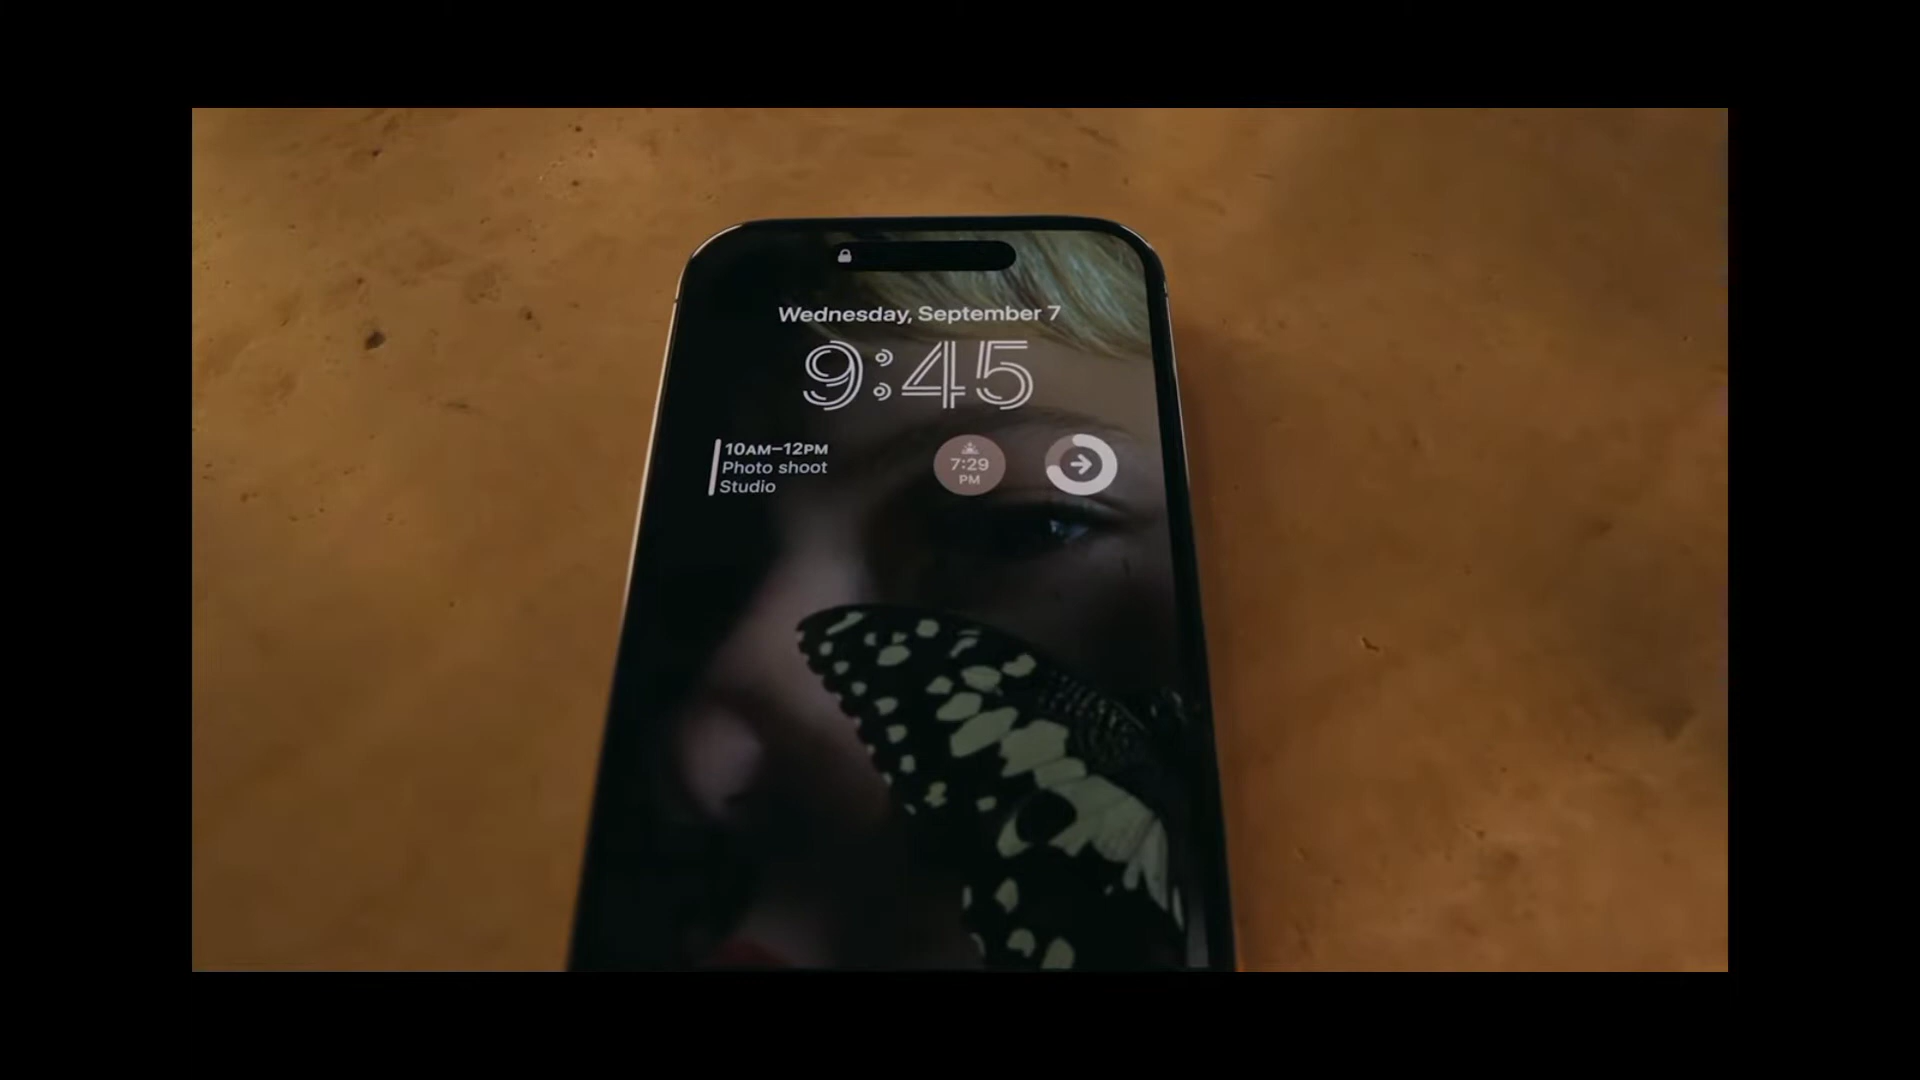 Wednesday, September 7
9:45
10AM–12PM
Photo shoot
Studio
7:29
PM